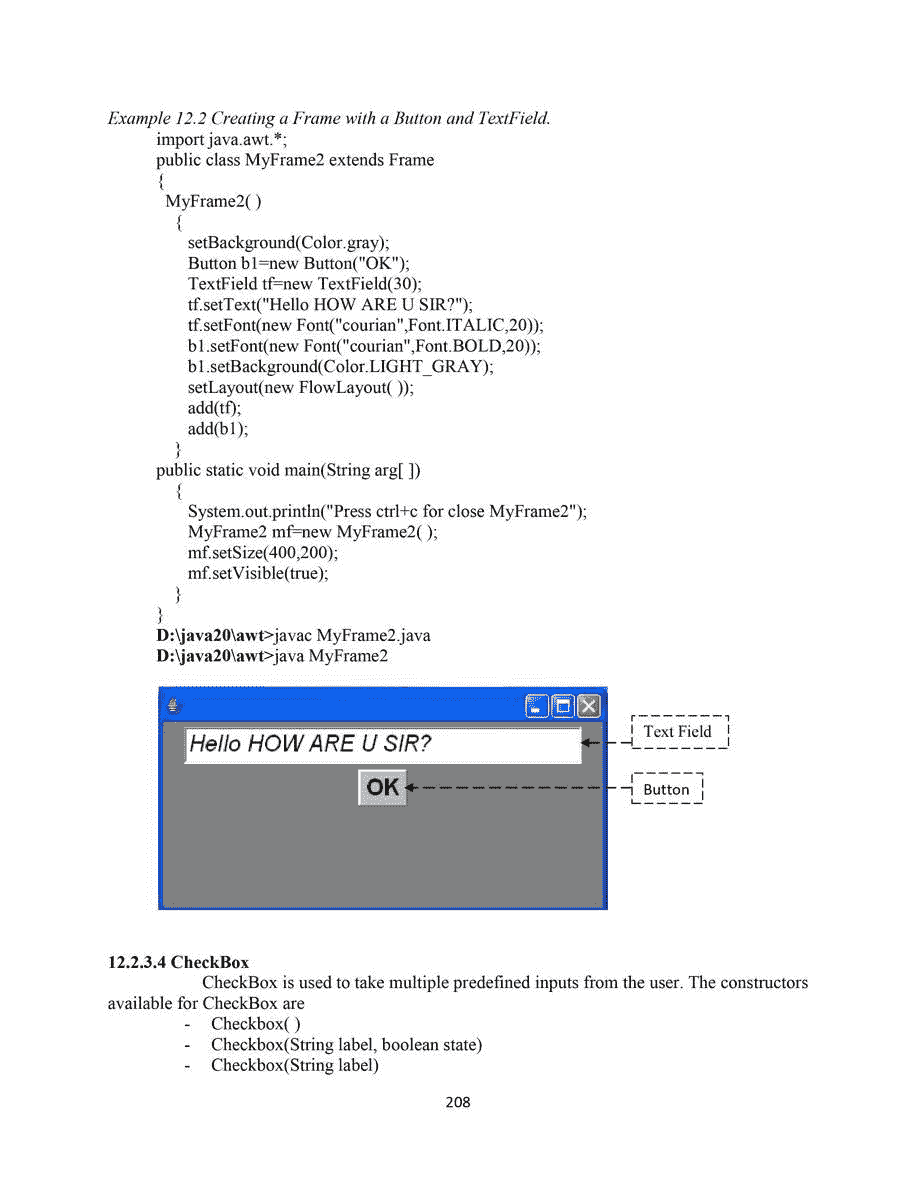 Example 12.2 Creating a Frame with a Button and TextField.
import java.awt.*;
public class MyFrame2 extends Frame
{
MyFrame2( )
{
setBackground(Color.gray);
Button b1=new Button("OK");
TextField tf=new TextField(30);
tf.setText("Hello HOW ARE U SIR?");
tf.setFont(new Font("courian",Font.ITALIC,20));
b1.setFont(new Font("courian",Font.BOLD,20));
b1.setBackground(Color.LIGHT_GRAY);
setLayout(new FlowLayout( ));
add(tf);
add(b1);
}
public static void main(String arg[ ])
{
System.out.println("Press ctrl+c for close MyFrame2");
MyFrame2 mf=new MyFrame2( );
mf.setSize(400,200);
mf.setVisible(true);
}
}
D:\java20\awt>javac MyFrame2.java
D:\java20\awt>java MyFrame2
Text Field
Hello HOW ARE U SIR?
OK
Button
12.2.3.4 CheckBox
CheckBox is used to take multiple predefined inputs from the user. The constructors
available for CheckBox are
- Checkbox( )
- Checkbox(String label, boolean state)
- Checkbox(String label)
208